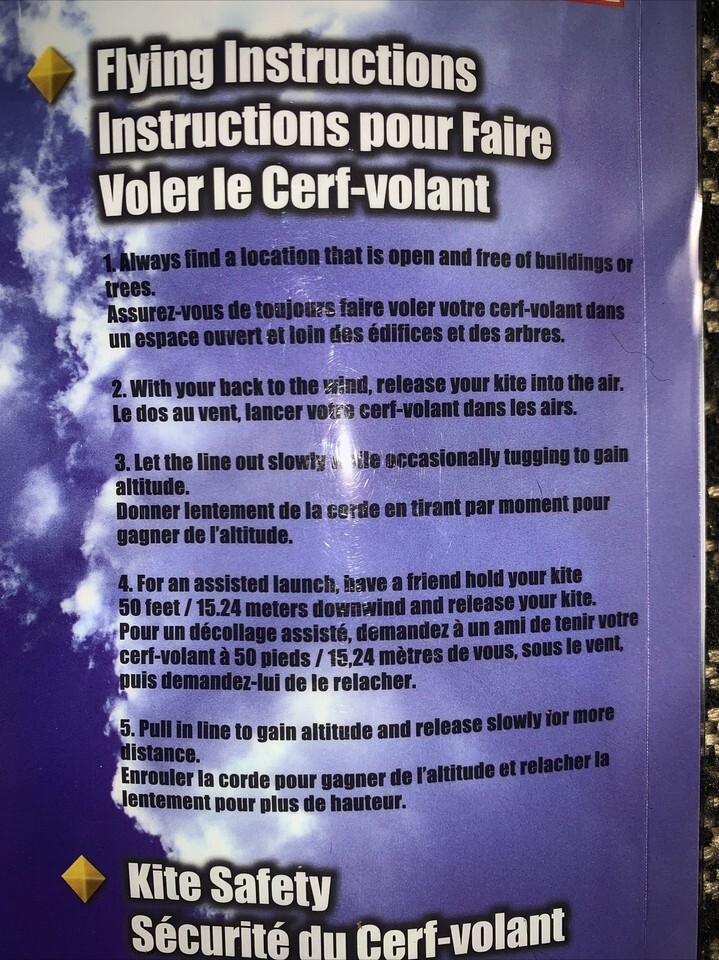 Flying Instructions
Instructions pour Faire
Voler le Cerf-volant
1. Always find a location that is open and free of buildings or
trees.
Assurez-vous de toujours faire voler votre cerf-volant dans
un espace ouvert et loin des édifices et des arbres.
2. With your back to the wind, release your kite into the air.
Le dos au vent, lancer votre cerf-volant dans les airs.
3. Let the line out slowly while occasionally tugging to gain
altitude.
Donner lentement de la corde en tirant par moment pour
gagner de l'altitude.
4. For an assisted launch, have a friend hold your kite
50 feet / 15.24 meters downwind and release your kite.
Pour un décollage assisté, demandez à un ami de tenir votre
cerf-volant à 50 pieds / 15,24 mètres de vous, sous le vent,
puis demandez-lui de le relacher.
5. Pull in line to gain altitude and release slowly for more
distance.
Enrouler la corde pour gagner de l'altitude et relacher la
lentement pour plus de hauteur.
Kite Safety
Sécurité du Cerf-volant